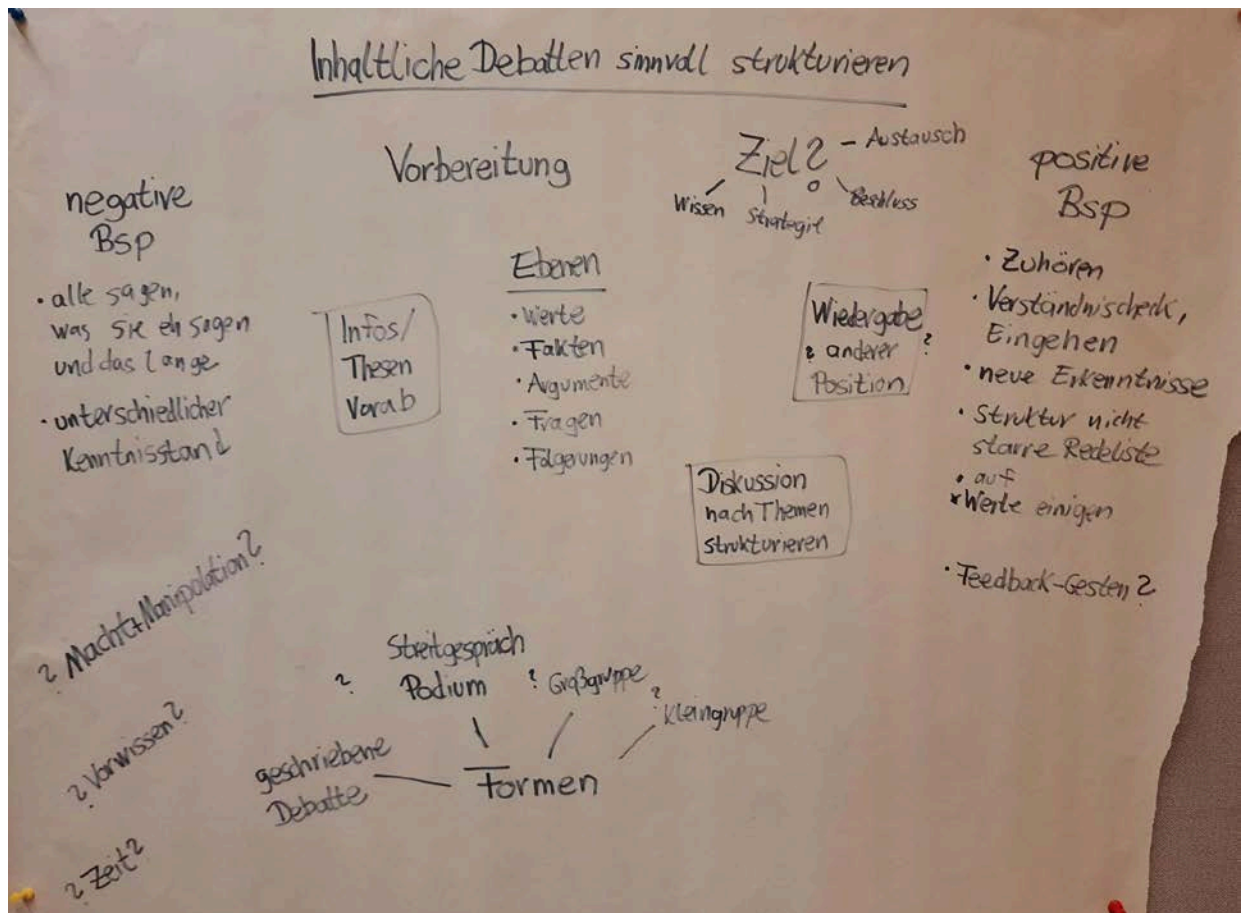 Inhaltliche Debatten sinnvoll strukturieren
negative
Bsp
• alle sagen,
was sie eh sagen
und das lange
• unterschiedlicher
Kenntnisstand
Vorbereitung
Infos/
Thesen
Vorab
Ebenen
• Werte
• Fakten
• Argumente
• Fragen
• Folgerungen
Ziel?
– Austausch
Wissen
Strategie
Beschluss
Wiedergabe
? anderer ?
Position
Diskussion
nach Themen
strukturieren
positive
Bsp
• Zuhören
• Verständnischeck,
Eingehen
• neue Erkenntnisse
• Struktur nicht
starre Redeliste
• auf
* Werte einigen
• Feedback-Gesten?
? Macht+Manipolation?
? Vorwissen?
? Zeit?
Streitgespräch
? Podium
? Großgruppe
?
Kleingruppe
geschriebene
Debatte
Formen